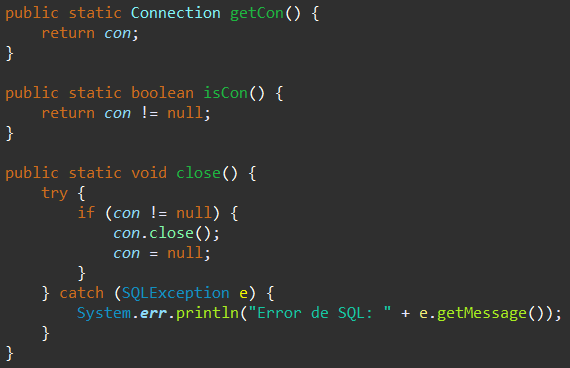 public static Connection getCon() {
    return con;
}

public static boolean isCon() {
    return con != null;
}

public static void close() {
    try {
        if (con != null) {
            con.close();
            con = null;
        }
    } catch (SQLException e) {
        System.err.println("Error de SQL: " + e.getMessage());
    }
}